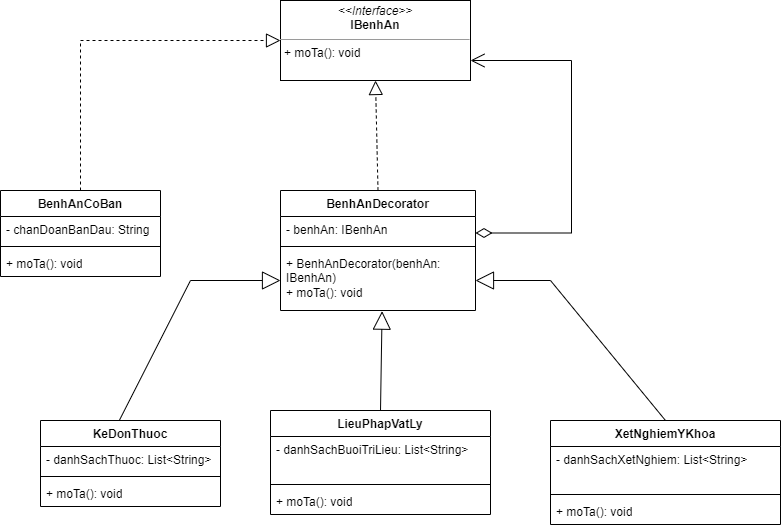 <<Interface>>
IBenhAn
+ moTa(): void
BenhAnCoBan
- chanDoanBanDau: String
+ moTa(): void
BenhAnDecorator
- benhAn: IBenhAn
+ BenhAnDecorator(benhAn:
IBenhAn)
+ moTa(): void
KeDonThuoc
- danhSachThuoc: List<String>
+ moTa(): void
LieuPhapVatLy
- danhSachBuoiTriLieu: List<String>
+ moTa(): void
XetNghiemYKhoa
- danhSachXetNghiem: List<String>
+ moTa(): void